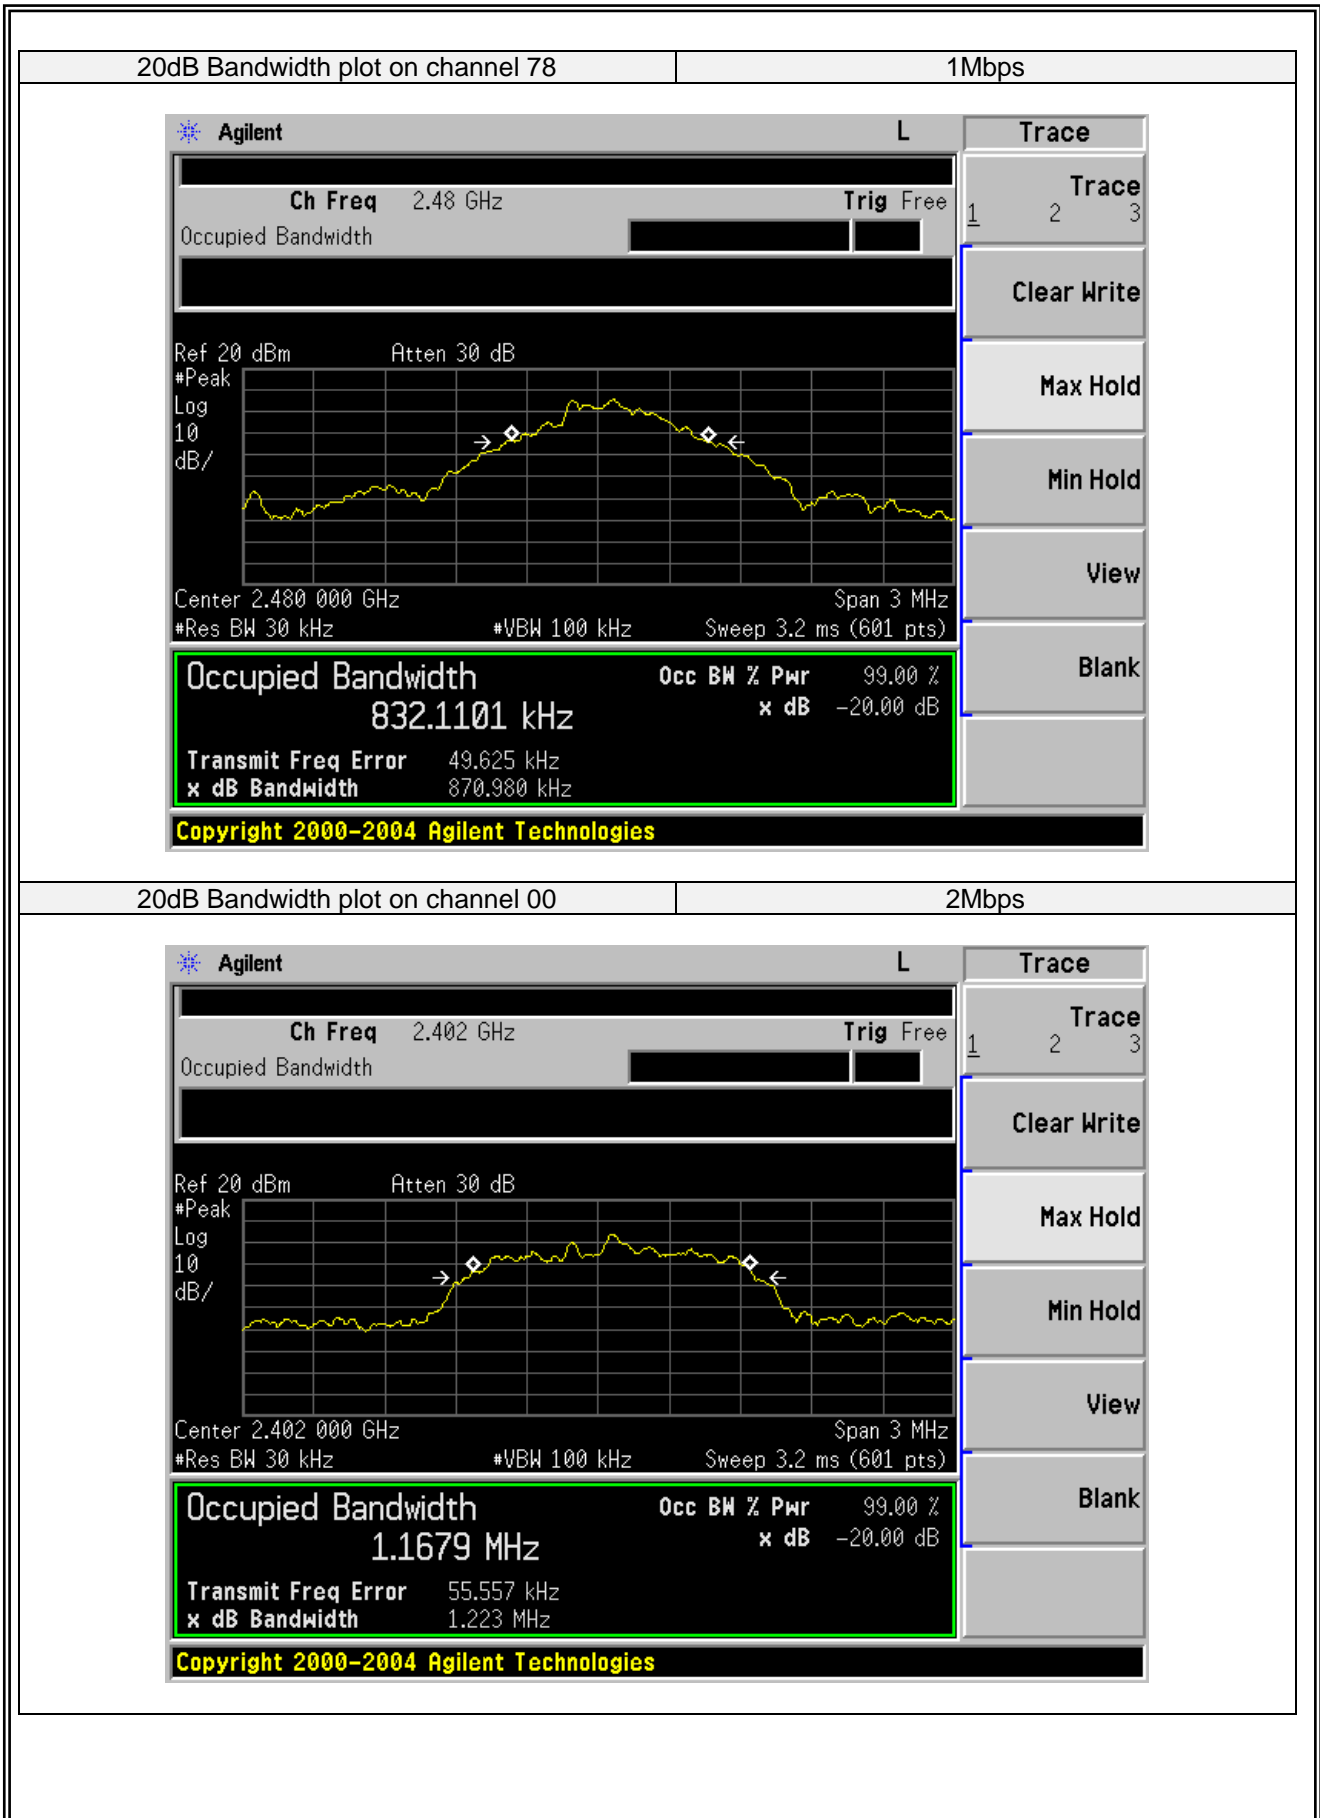 20dB Bandwidth plot on channel 78 1Mbps
Agilent L Trace
Ch Freq 2.48 GHz Trig Free
Trace
1 2 3
Occupied Bandwidth
Clear Write
Ref 20 dBm Atten 30 dB
#Peak
Max Hold
Log
10
dB/
Min Hold
View
Center 2.480 000 GHz Span 3 MHz
#Res BW 30 kHz #VBW 100 kHz Sweep 3.2 ms (601 pts)
Blank
Occupied Bandwidth Occ BW % Pwr 99.00 %
832.1101 kHz x dB -20.00 dB
Transmit Freq Error 49.625 kHz
x dB Bandwidth 870.980 kHz
Copyright 2000-2004 Agilent Technologies
20dB Bandwidth plot on channel 00 2Mbps
Agilent L Trace
Ch Freq 2.402 GHz Trig Free
Trace
1 2 3
Occupied Bandwidth
Clear Write
Ref 20 dBm Atten 30 dB
#Peak
Max Hold
Log
10
dB/
Min Hold
View
Center 2.402 000 GHz Span 3 MHz
#Res BW 30 kHz #VBW 100 kHz Sweep 3.2 ms (601 pts)
Blank
Occupied Bandwidth Occ BW % Pwr 99.00 %
1.1679 MHz x dB -20.00 dB
Transmit Freq Error 55.557 kHz
x dB Bandwidth 1.223 MHz
Copyright 2000-2004 Agilent Technologies